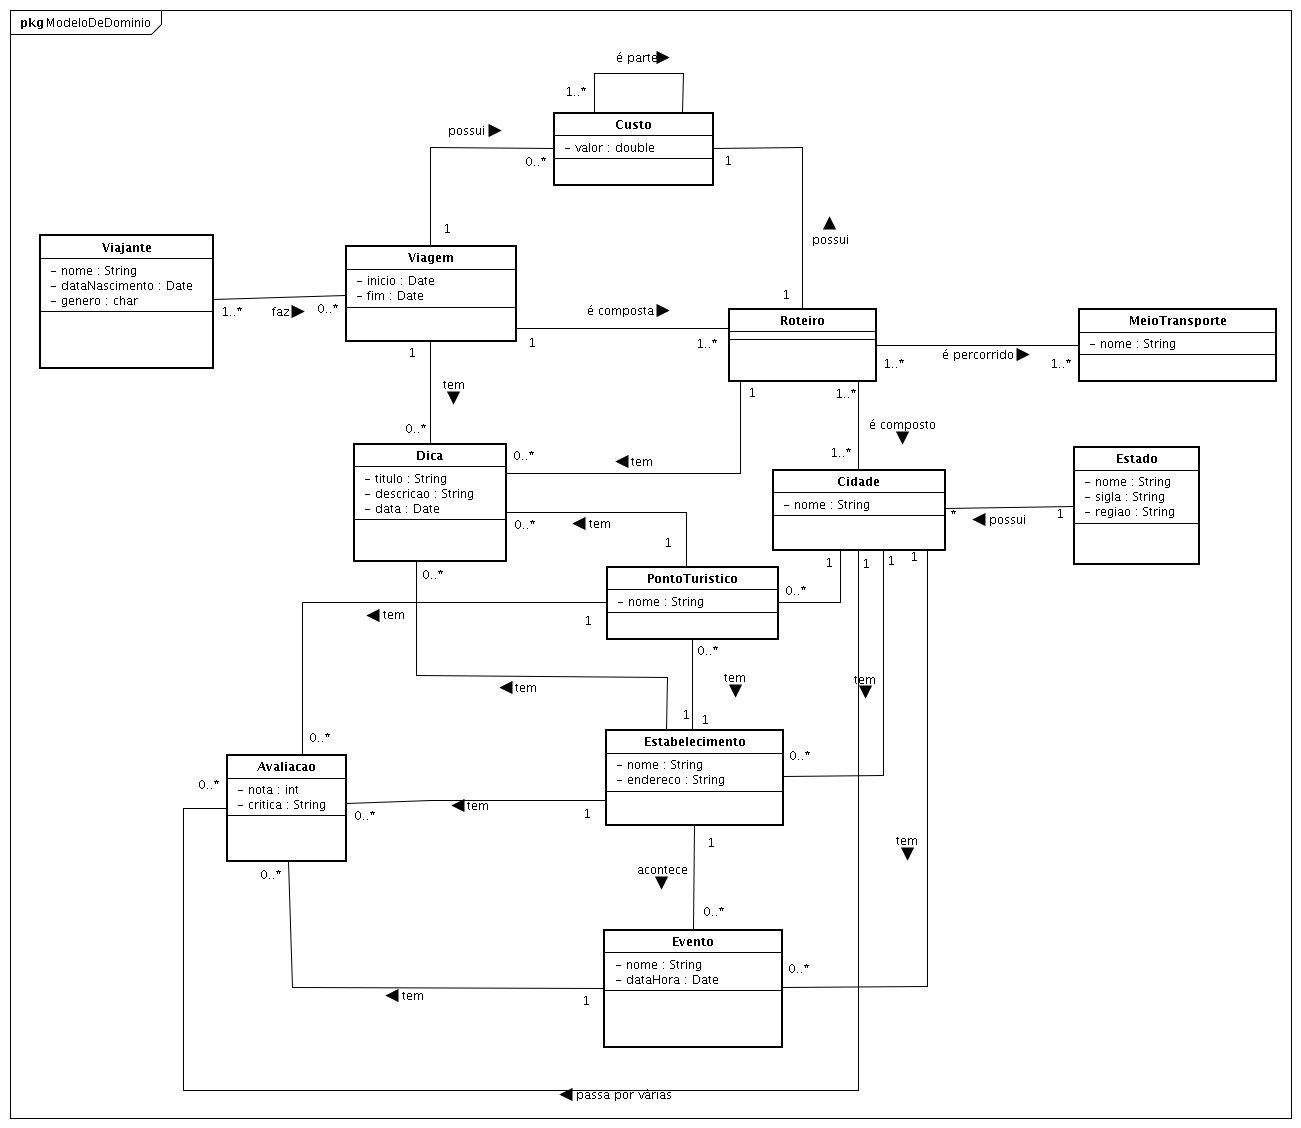 pkg ModeloDeDominio
é parte
1..*
Custo
- valor : double
possui
0..*
1
1
possui
1
Viajante
- nome : String
- dataNascimento : Date
- genero : char
1..*
faz
0..*
Viagem
- inicio : Date
- fim : Date
é composta
1
1..*
Roteiro
é percorrido
1..*
1..*
MeioTransporte
- nome : String
1
tem
0..*
1
0..*
tem
1..*
é composto
1..*
Dica
- titulo : String
- descricao : String
- data : Date
Cidade
- nome : String
*
possui
1
Estado
- nome : String
- sigla : String
- regiao : String
0..*
tem
1
0..*
PontoTuristico
- nome : String
1
1
1
1
0..*
tem
1
0..*
tem
tem
tem
1
1
0..*
Estabelecimento
- nome : String
- endereco : String
0..*
0..*
Avaliacao
- nota : int
- critica : String
0..*
tem
1
1
acontece
0..*
tem
0..*
Evento
- nome : String
- dataHora : Date
0..*
tem
1
passa por várias